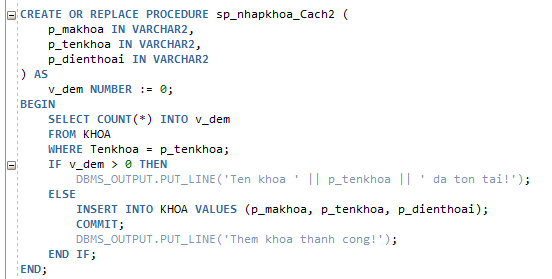 CREATE OR REPLACE PROCEDURE sp_nhapkhoa_Cach2 (
    p_makhoa IN VARCHAR2,
    p_tenkhoa IN VARCHAR2,
    p_dienthoai IN VARCHAR2
) AS
    v_dem NUMBER := 0;
BEGIN
    SELECT COUNT(*) INTO v_dem
    FROM KHOA
    WHERE Tenkhoa = p_tenkhoa;
    IF v_dem > 0 THEN
        DBMS_OUTPUT.PUT_LINE('Ten khoa ' || p_tenkhoa || ' da ton tai!');
    ELSE
        INSERT INTO KHOA VALUES (p_makhoa, p_tenkhoa, p_dienthoai);
        COMMIT;
        DBMS_OUTPUT.PUT_LINE('Them khoa thanh cong!');
    END IF;
END;